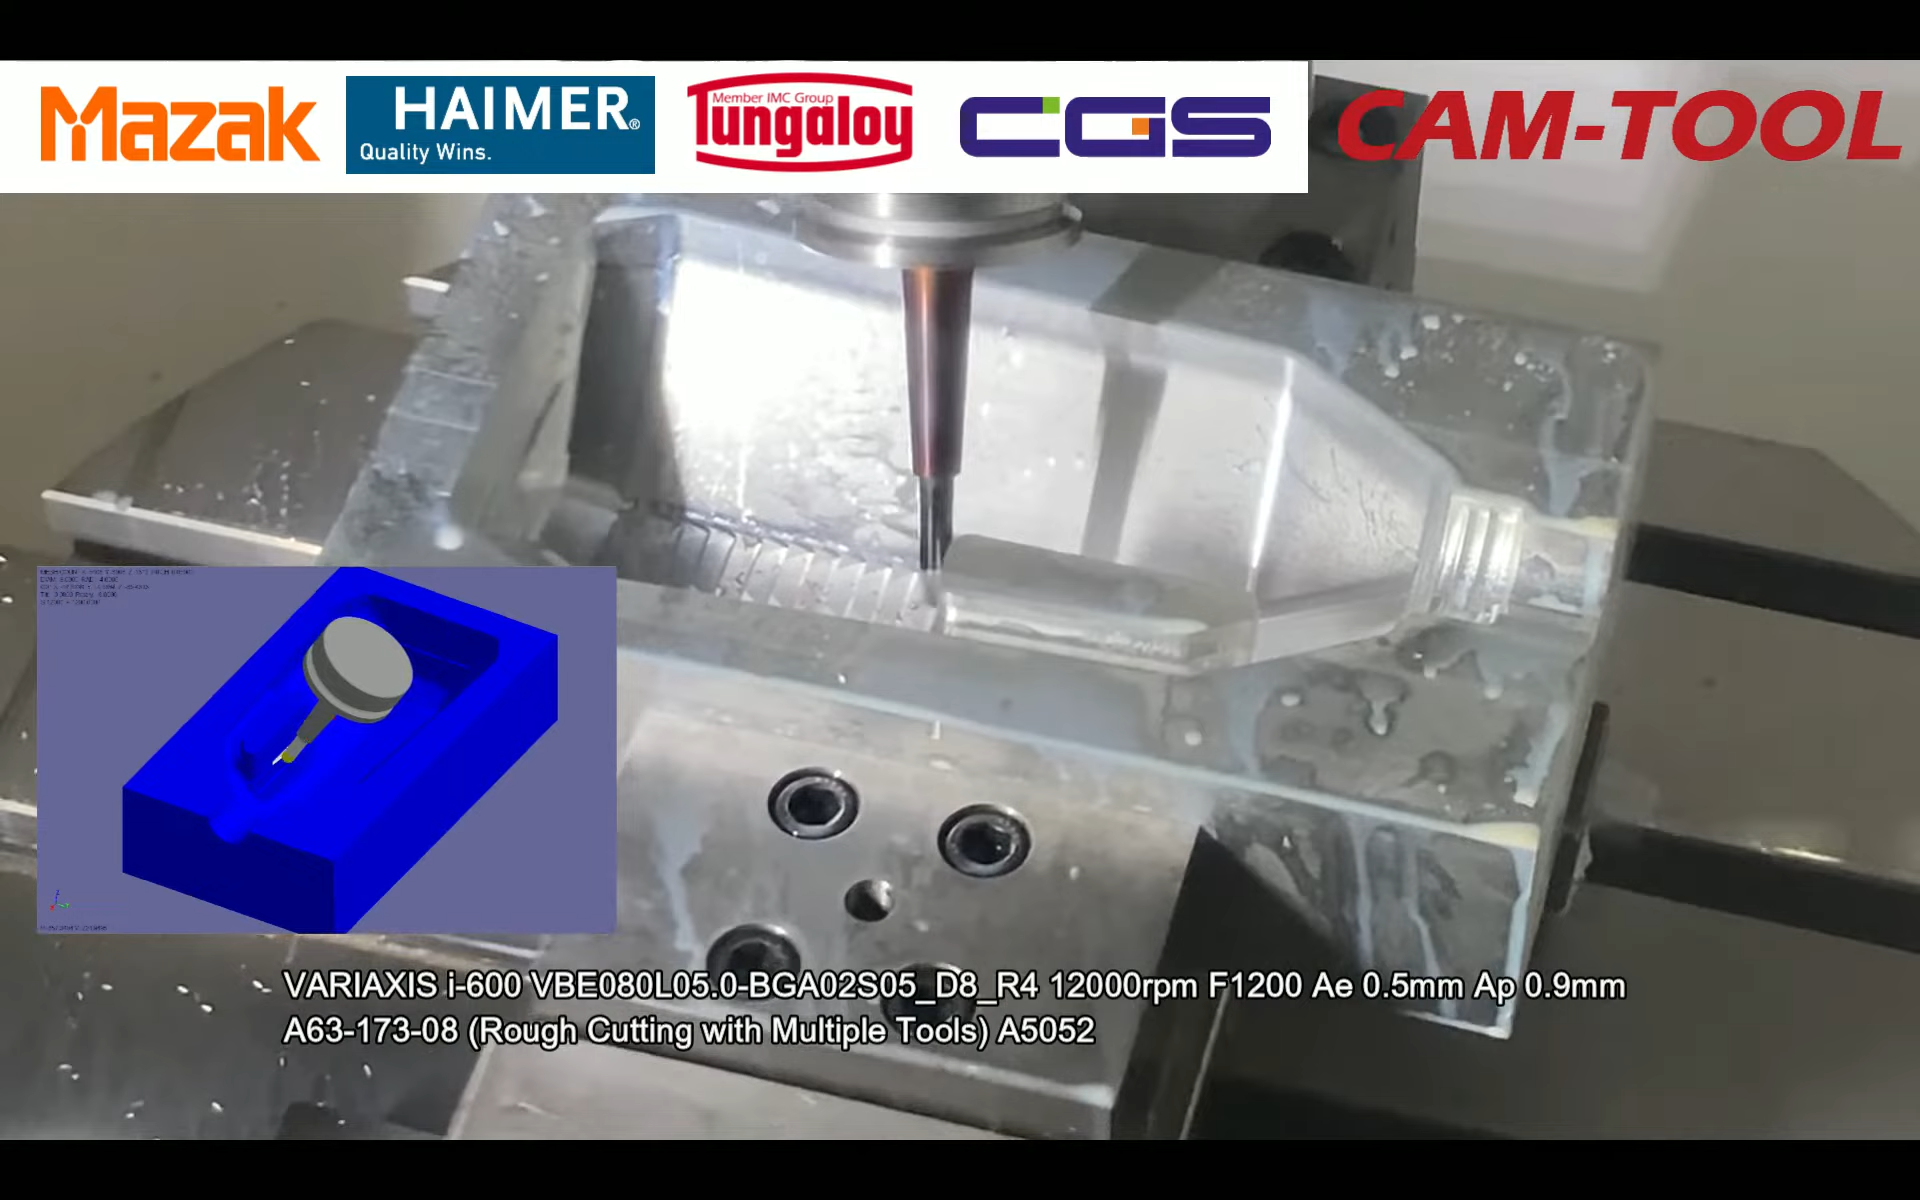 Mazak
HAIMER®
Quality Wins.
Member IMC Group
Tungaloy
CGS
CAM-TOOL
VARIAXIS i-600 VBE080L05.0-BGA02S05_D8_R4 12000rpm F1200 Ae 0.5mm Ap 0.9mm
A63-173-08 (Rough Cutting with Multiple Tools) A5052